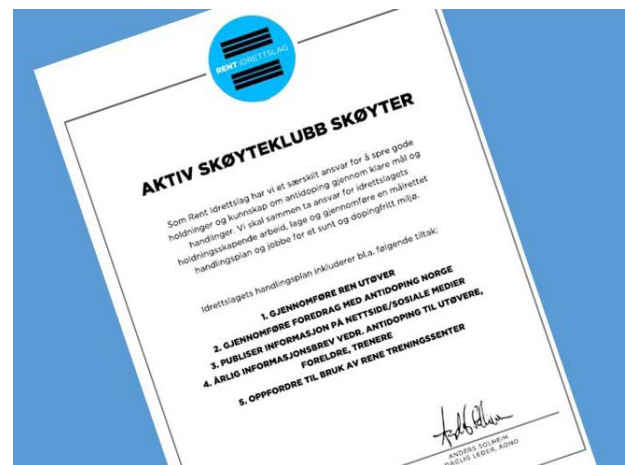 RENT IDRETTSLAG
AKTIV SKØYTEKLUBB SKØYTER
Som Rent Idrettslag har vi et særskilt ansvar for å spre gode
holdninger og kunnskap om antidoping gjennom klare mål og
handlinger. Vi skal sammen ta ansvar for idrettslagets
holdningsskapende arbeid, lage og gjennomføre en målrettet
handlingsplan og jobbe for et sunt og dopingfritt miljø.
Idrettslagets handlingsplan inkluderer bl.a. følgende tiltak:
1. GJENNOMFØRE REN UTØVER
2. GJENNOMFØRE FOREDRAG MED ANTIDOPING NORGE
3. PUBLISER INFORMASJON PÅ NETTSIDE/SOSIALE MEDIER
4. ÅRLIG INFORMASJONSBREV VEDR. ANTIDOPING TIL UTØVERE,
FORELDRE, TRENERE
5. OPPFORDRE TIL BRUK AV RENE TRENINGSSENTER
ANDERS SOLHEIM
DAGLIG LEDER, ADNO